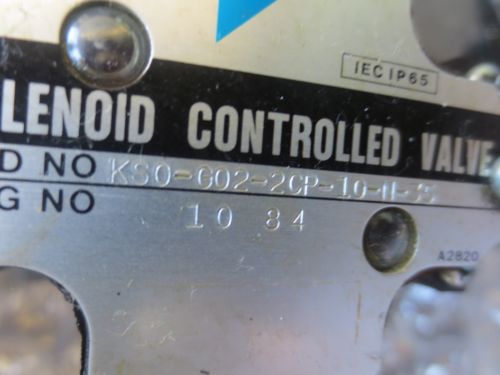 IEC IP65
LENOID CONTROLLED VALVE
D NO KSO-G02-2CP-10-N-
G NO 10 84
A2820